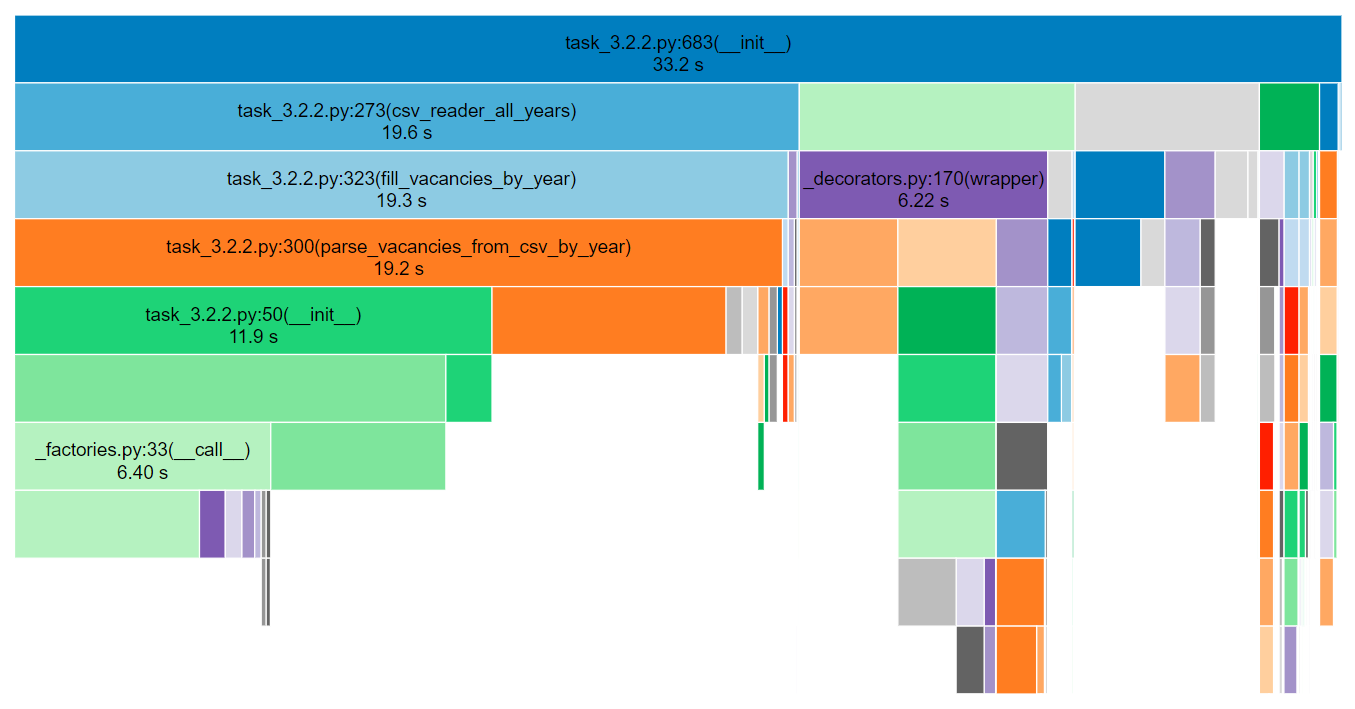 task_3.2.2.py:683(__init__)
33.2 s
task_3.2.2.py:273(csv_reader_all_years)
19.6 s
task_3.2.2.py:323(fill_vacancies_by_year)
19.3 s
_decorators.py:170(wrapper)
6.22 s
task_3.2.2.py:300(parse_vacancies_from_csv_by_year)
19.2 s
task_3.2.2.py:50(__init__)
11.9 s
_factories.py:33(__call__)
6.40 s